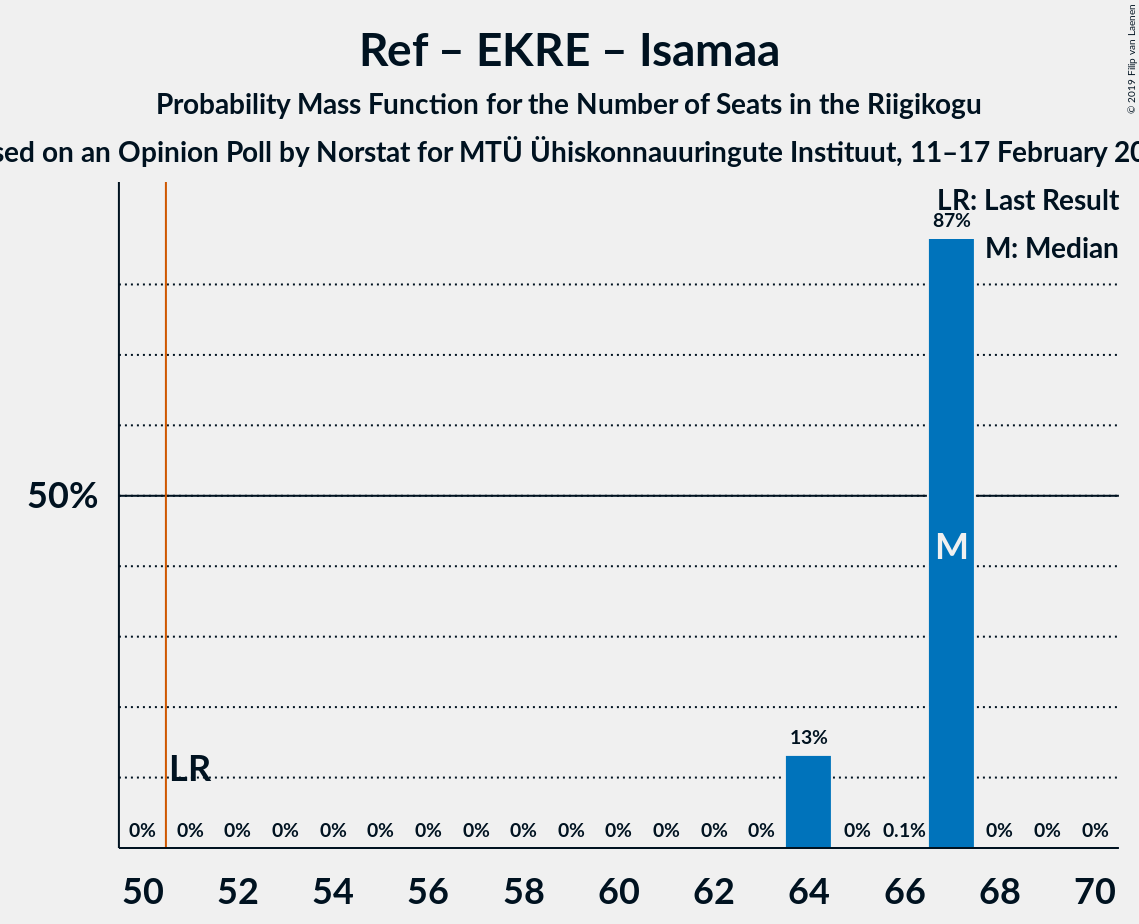 Ref – EKRE – Isamaa
Probability Mass Function for the Number of Seats in the Riigikogu
on an Opinion Poll by Norstat for MTÜ Ühiskonnauuringute Instituut, 11–17 February
© 2019 Filip van Laenen
LR: Last Result
87%
M: Median
50%
M
13%
LR
0% 0% 0% 0% 0% 0% 0% 0% 0% 0% 0% 0% 0% 0% 0% 0.1% 0% 0% 0%
50 52 54 56 58 60 62 64 66 68 70